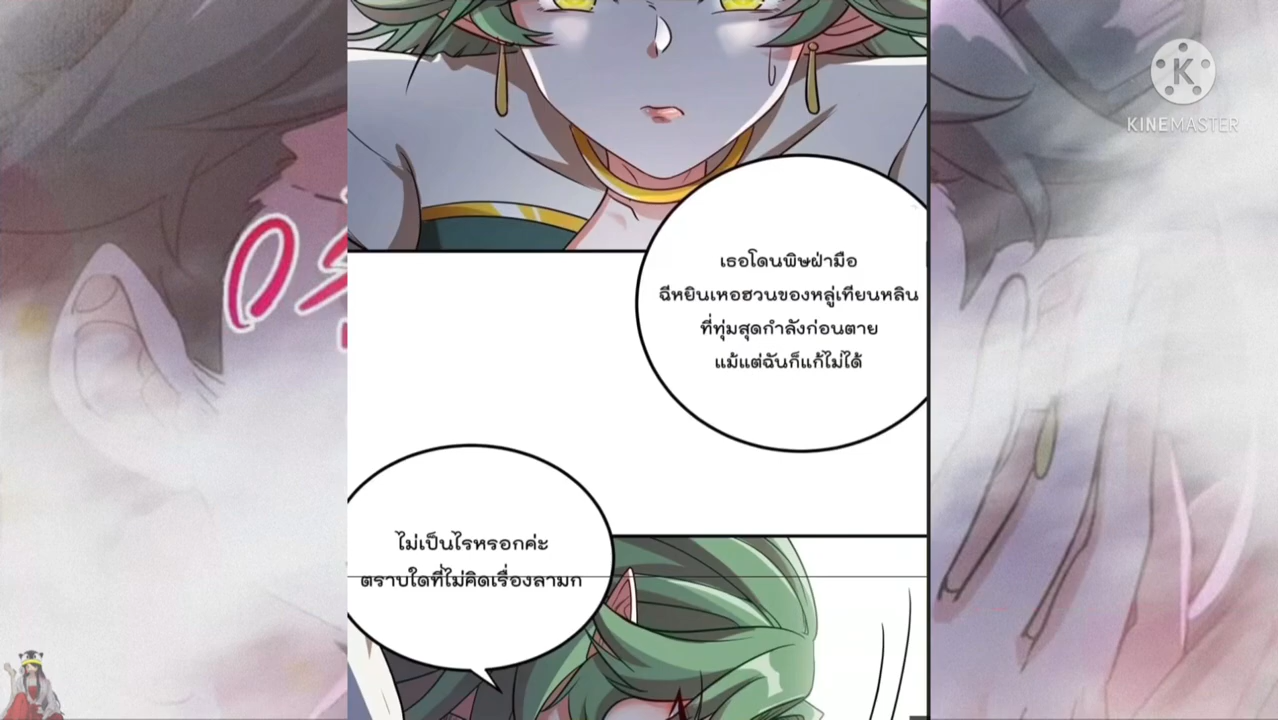 KINEMASTER
เธอโดนพิษฝ่ามือ
ฉีหยินเหอฮวนของหลู่เทียนหลิน
ที่ทุ่มสุดกำลังก่อนตาย
แม้แต่ฉันก็แก้ไม่ได้
ไม่เป็นไรหรอกค่ะ
ตราบใดที่ไม่คิดเรื่องลามก